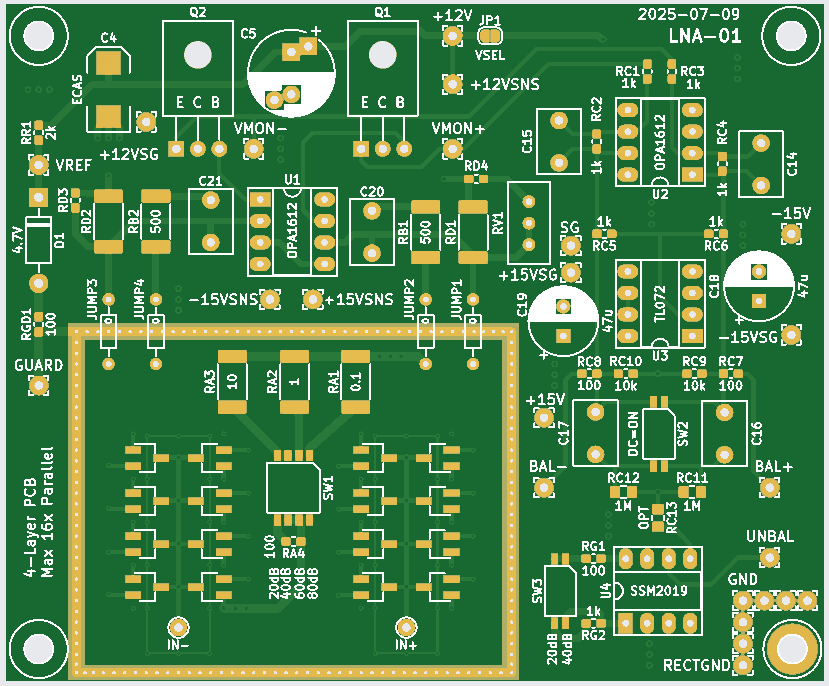 2025-07-09
LNA-01
Q2
Q1
C5
+
C4
ECAS
E C B
E C B
+12V
JP1
VSEL
+12VSNS
RC1
1k
RC3
1k
RR1
2k
VREF
+12VSG
VMON-
VMON+
C15
RC2
1k
OPA1612
U2
RC4
1k
C14
RD3
RD2
RB2
500
C21
U1
OPA1612
C20
RB1
500
RD4
RD1
RV1
SG
+15VSG
1k
RC5
1k
RC6
-15V
4.7V
D1
JUMP3
JUMP4
-15VSNS
+15VSNS
JUMP2
JUMP1
C19
47u
+
TL072
U3
C18
47u
+
-15VSG
RGD1
100
GUARD
RA3
10
RA2
1
RA1
0.1
RC8
100
RC10
10k
RC9
10k
RC7
100
+15V
C17
DC=ON
SW2
C16
BAL-
BAL+
RC12
1M
RC11
1M
OPT
RC13
SW1
100
RA4
20dB
40dB
60dB
80dB
4-Layer PCB
Max 16x Parallel
UNBAL
RG1
100
SW3
U4
SSM2019
GND
1k
RG2
20dB
40dB
IN-
IN+
RECTGND